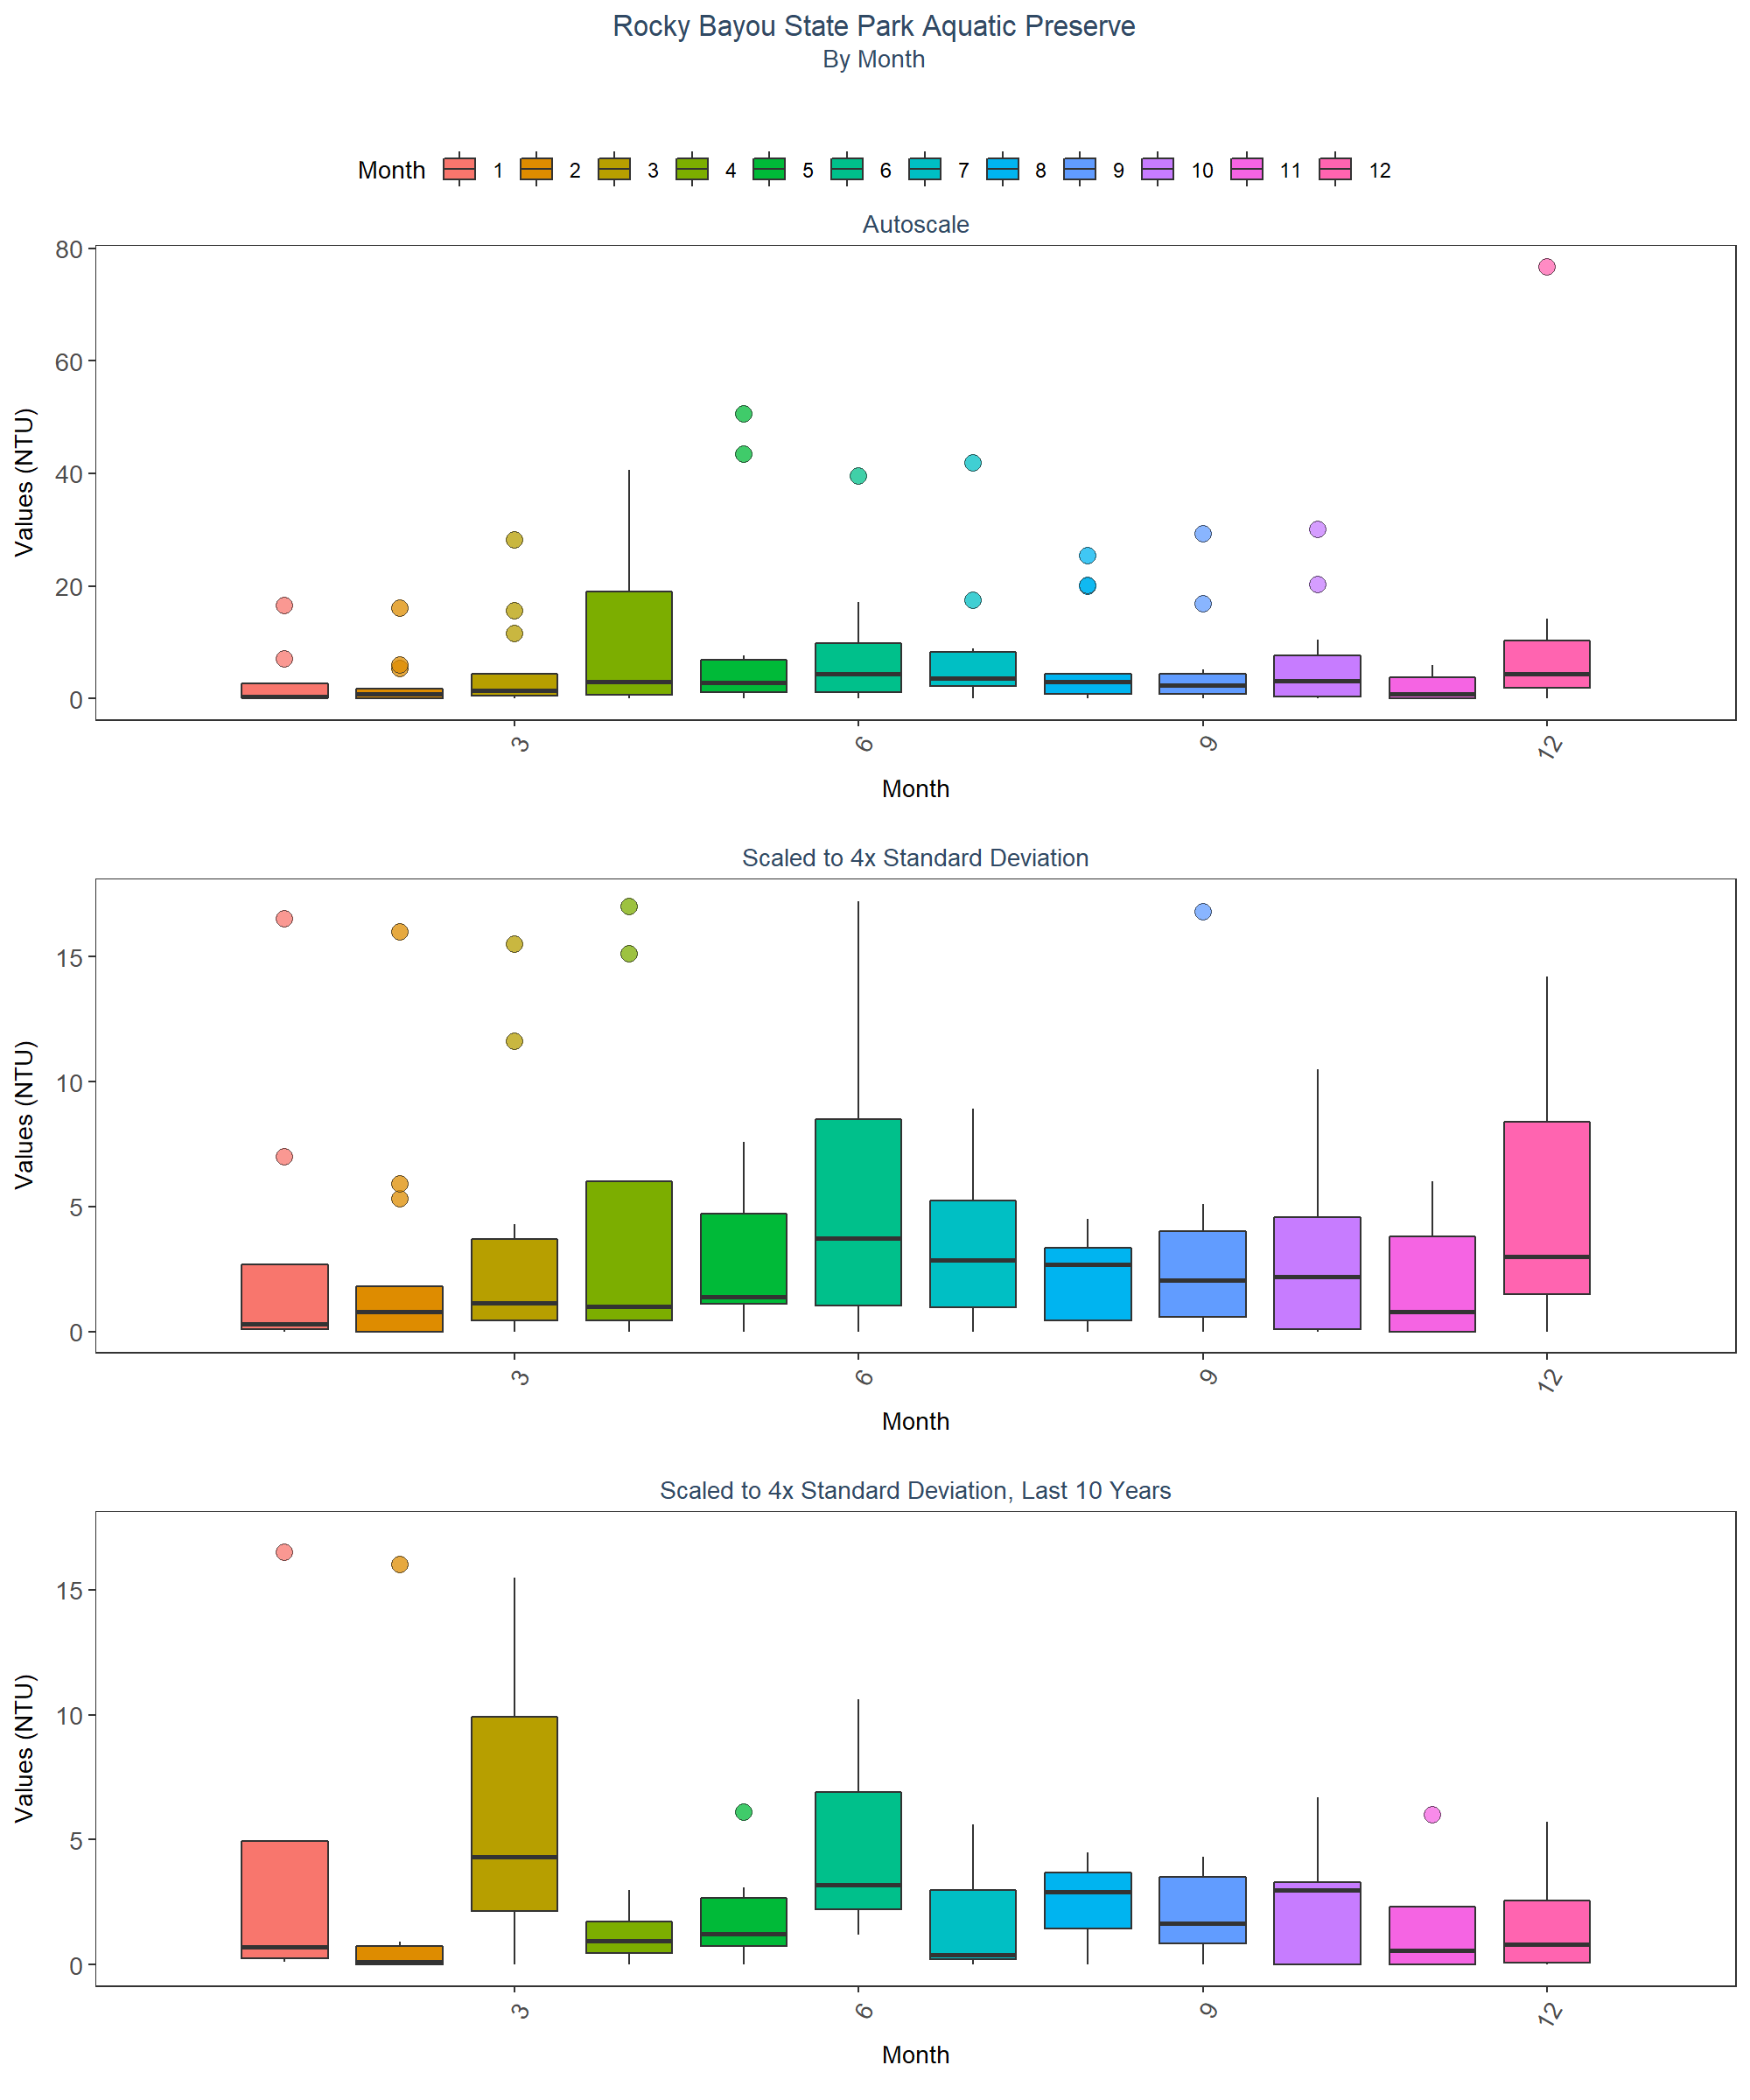 Rocky Bayou State Park Aquatic Preserve
By Month
Month 1 2 3 4 5 6 7 8 9 10 11 12
Autoscale
80
60
40
20
0
Values (NTU)
3 6 9 12
Month
Scaled to 4x Standard Deviation
15
10
5
0
Values (NTU)
3 6 9 12
Month
Scaled to 4x Standard Deviation, Last 10 Years
15
10
5
0
Values (NTU)
3 6 9 12
Month